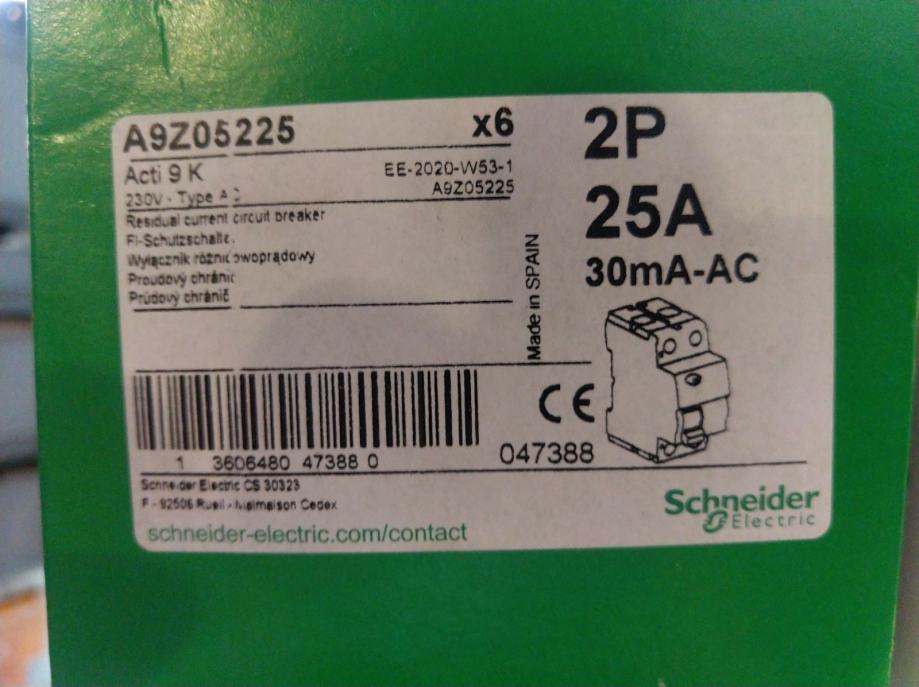 A9Z05225 x6
Acti 9 K EE-2020-W53-1
230V - Type AC A9Z05225
Residual current circuit breaker
FI-Schutzschalter
Wyłącznik różnicowoprądowy
Proudový chránič
Prúdový chránič
Made in SPAIN
2P
25A
30mA-AC
CE
1 3606480 47388 0
047388
Schneider Electric CS 30323
F - 92506 Rueil - Malmaison Cedex
schneider-electric.com/contact
Schneider
Electric